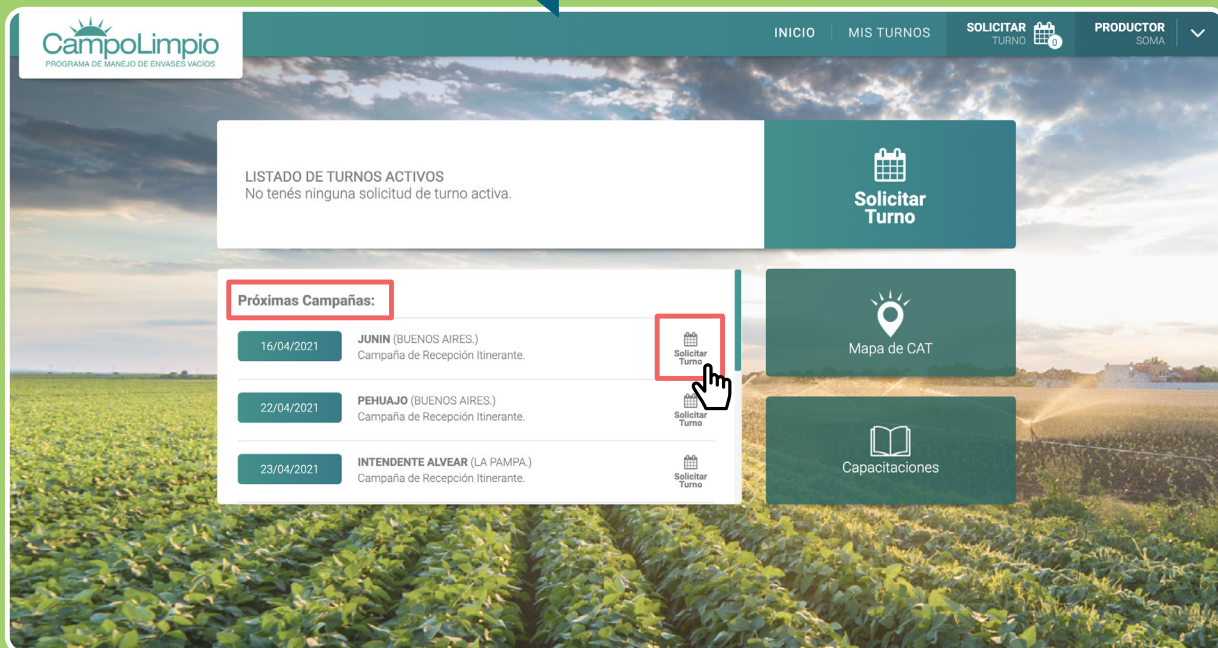 CampoLimpio
PROGRAMA DE MANEJO DE ENVASES VACÍOS
INICIO
MIS TURNOS
SOLICITAR
TURNO
0
PRODUCTOR
SOMA
LISTADO DE TURNOS ACTIVOS
No tenés ninguna solicitud de turno activa.
Solicitar
Turno
Próximas Campañas:
16/04/2021
JUNIN (BUENOS AIRES.)
Campaña de Recepción Itinerante.
Solicitar
Turno
22/04/2021
PEHUAJO (BUENOS AIRES.)
Campaña de Recepción Itinerante.
Solicitar
Turno
23/04/2021
INTENDENTE ALVEAR (LA PAMPA.)
Campaña de Recepción Itinerante.
Solicitar
Turno
Mapa de CAT
Capacitaciones